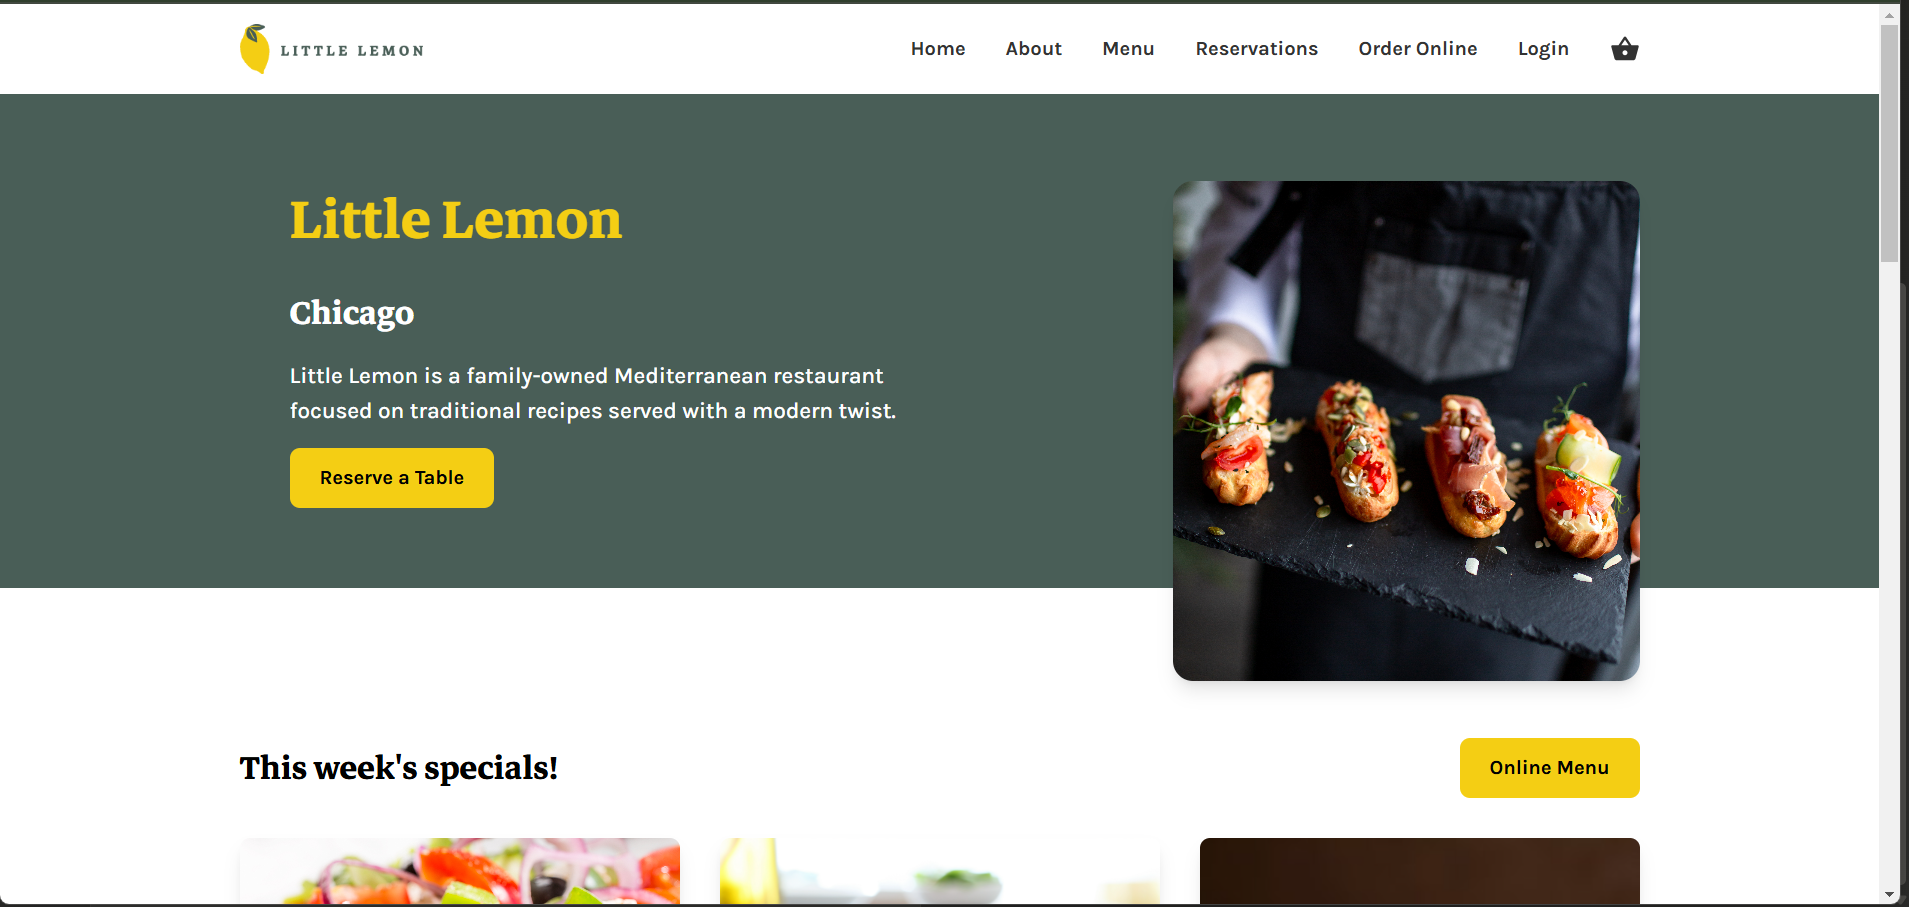 LITTLE LEMON
Home About Menu Reservations Order Online Login
Little Lemon
Chicago
Little Lemon is a family-owned Mediterranean restaurant
focused on traditional recipes served with a modern twist.
Reserve a Table
This week's specials!
Online Menu